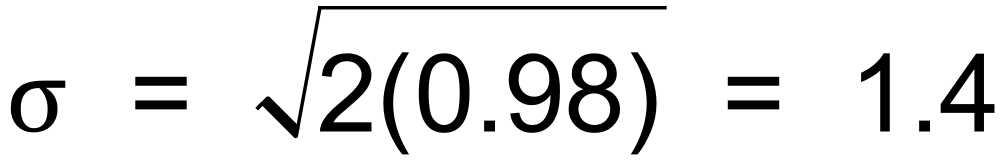 σ = √2(0.98) = 1.4